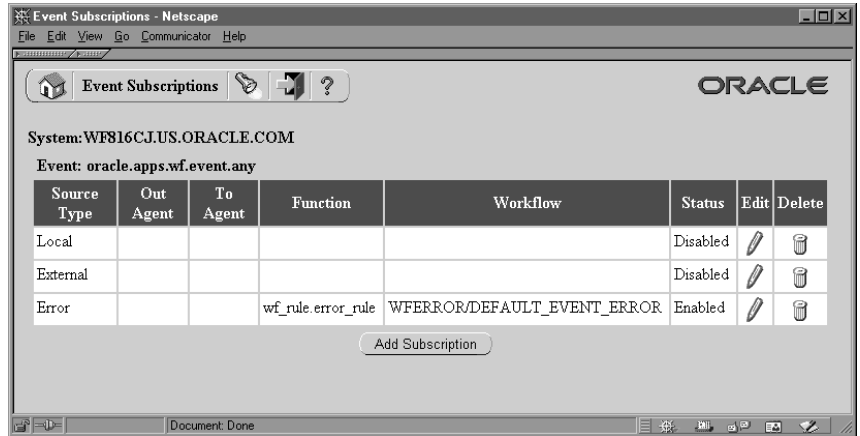 Event Subscriptions - Netscape
File Edit View Go Communicator Help
Event Subscriptions ?
ORACLE
System:WF816CJ.US.ORACLE.COM
Event: oracle.apps.wf.event.any
Source Type Out Agent To Agent Function Workflow Status Edit Delete
Local Disabled
External Disabled
Error wf_rule.error_rule WFERROR/DEFAULT_EVENT_ERROR Enabled
Add Subscription
Document: Done